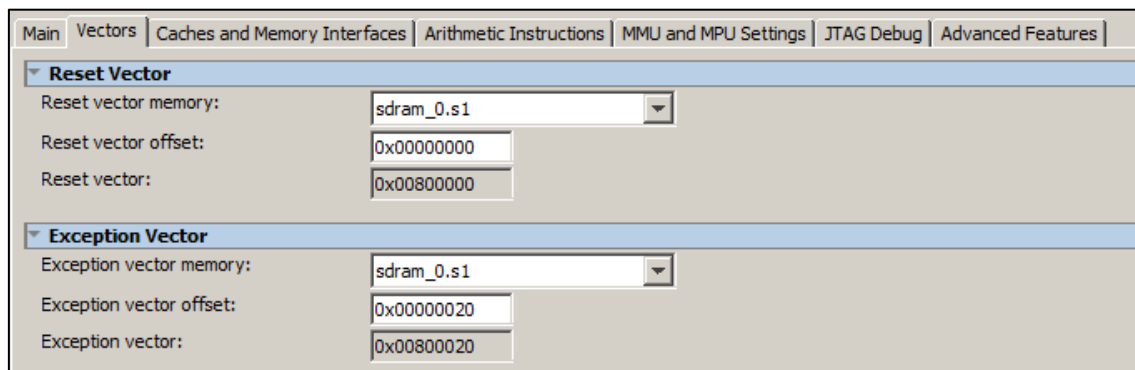 Main Vectors Caches and Memory Interfaces Arithmetic Instructions MMU and MPU Settings JTAG Debug Advanced Features
Reset Vector
Reset vector memory: sdram_0.s1
Reset vector offset: 0x00000000
Reset vector: 0x00800000
Exception Vector
Exception vector memory: sdram_0.s1
Exception vector offset: 0x00000020
Exception vector: 0x00800020